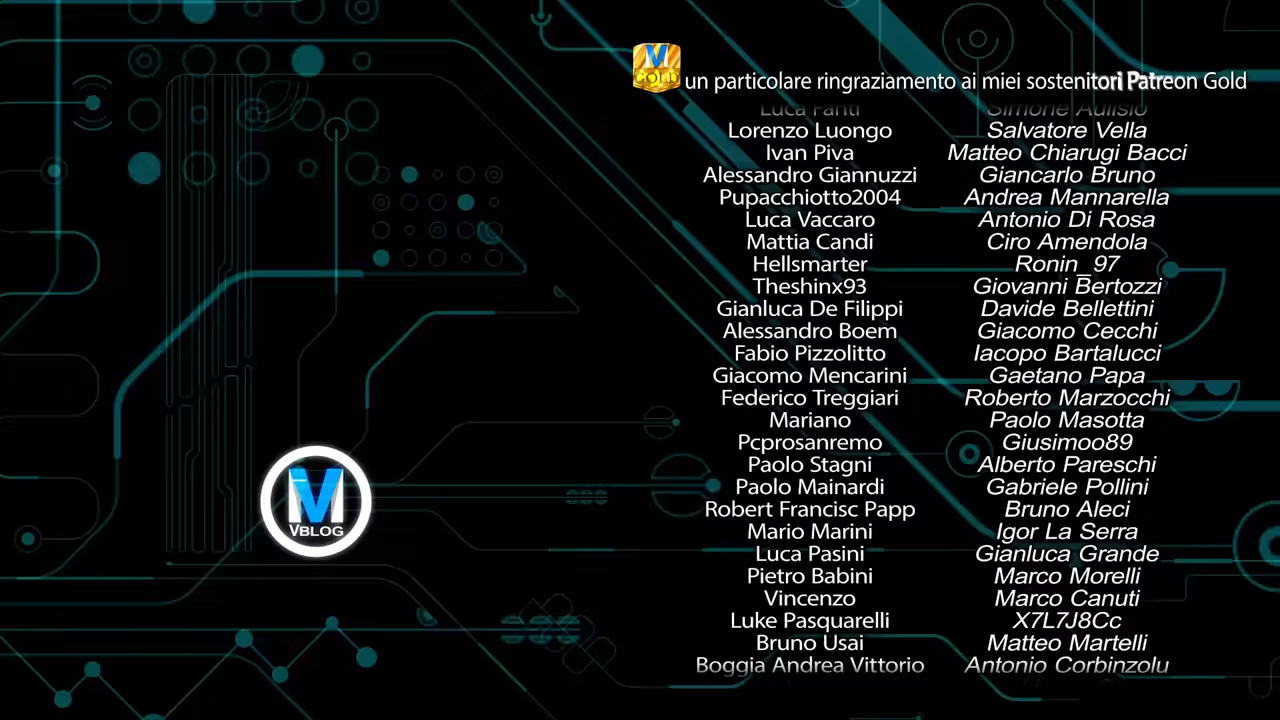 M
GOLD
un particolare ringraziamento ai miei sostenitori Patreon Gold
Luca Fanti Simone Aulisio
Lorenzo Luongo Salvatore Vella
Ivan Piva Matteo Chiarugi Bacci
Alessandro Giannuzzi Giancarlo Bruno
Pupacchiotto2004 Andrea Mannarella
Luca Vaccaro Antonio Di Rosa
Mattia Candi Ciro Amendola
Hellsmarter Ronin_97
Theshinx93 Giovanni Bertozzi
Gianluca De Filippi Davide Bellettini
Alessandro Boem Giacomo Cecchi
Fabio Pizzolitto Iacopo Bartalucci
Giacomo Mencarini Gaetano Papa
Federico Treggiari Roberto Marzocchi
Mariano Paolo Masotta
Pcprosanremo Giusimoo89
Paolo Stagni Alberto Pareschi
Paolo Mainardi Gabriele Pollini
Robert Francisc Papp Bruno Aleci
Mario Marini Igor La Serra
Luca Pasini Gianluca Grande
Pietro Babini Marco Morelli
Vincenzo Marco Canuti
Luke Pasquarelli X7L7J8Cc
Bruno Usai Matteo Martelli
Boggia Andrea Vittorio Antonio Corbinzolu
M
VBLOG